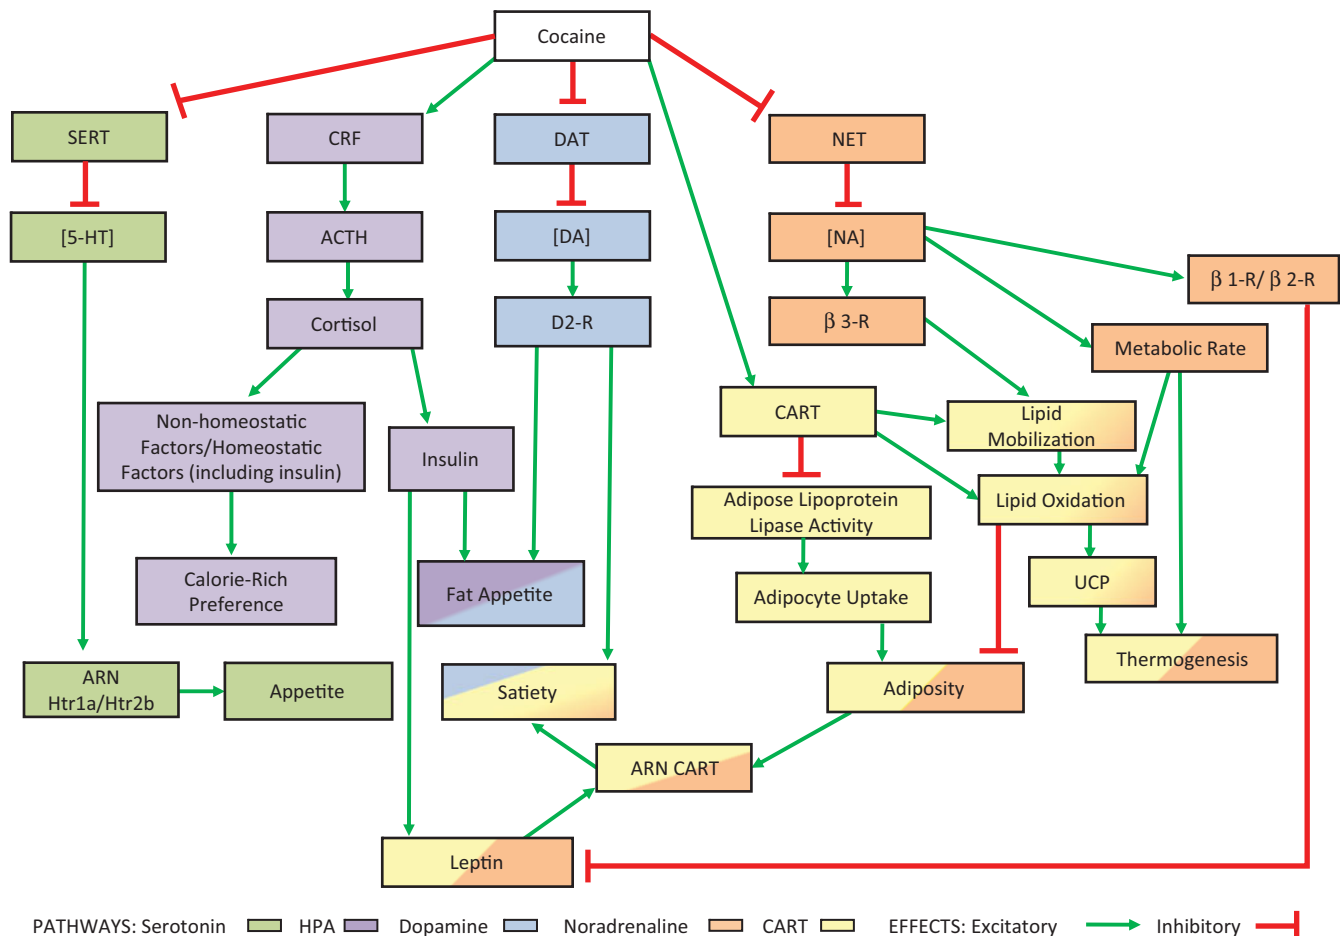 Cocaine
SERT
CRF
DAT
NET
[5-HT]
ACTH
[DA]
[NA]
β 1-R/ β 2-R
Cortisol
D2-R
β 3-R
Metabolic Rate
Non-homeostatic
Factors/Homeostatic
Factors (including insulin)
Insulin
CART
Lipid
Mobilization
Adipose Lipoprotein
Lipase Activity
Lipid Oxidation
Calorie-Rich
Preference
Fat Appetite
Adipocyte Uptake
UCP
Thermogenesis
ARN
Htr1a/Htr2b
Appetite
Satiety
Adiposity
ARN CART
Leptin
PATHWAYS: Serotonin HPA Dopamine Noradrenaline CART EFFECTS: Excitatory Inhibitory